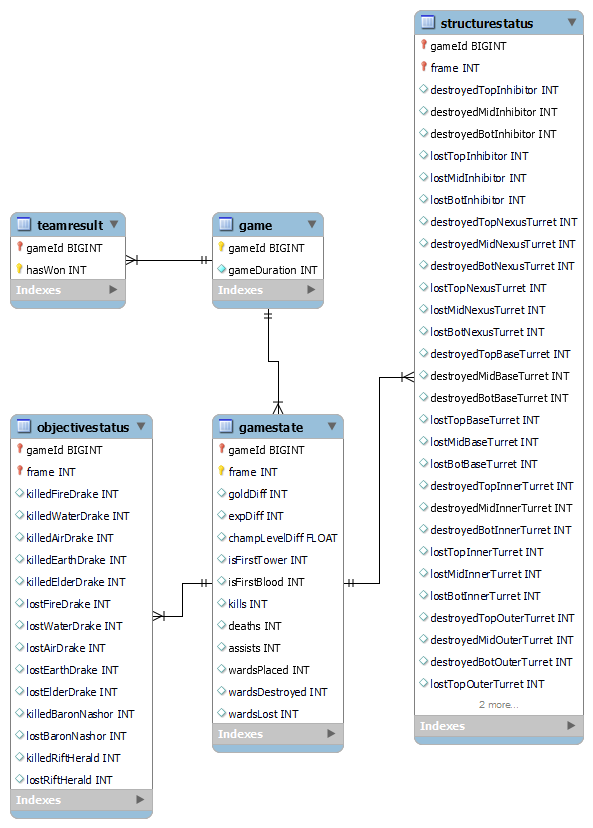 teamresult
gameId BIGINT
hasWon INT
Indexes
game
gameId BIGINT
gameDuration INT
Indexes
objectivestatus
gameId BIGINT
frame INT
killedFireDrake INT
killedWaterDrake INT
killedAirDrake INT
killedEarthDrake INT
killedElderDrake INT
lostFireDrake INT
lostWaterDrake INT
lostAirDrake INT
lostEarthDrake INT
lostElderDrake INT
killedBaronNashor INT
lostBaronNashor INT
killedRiftHerald INT
lostRiftHerald INT
Indexes
gamestate
gameId BIGINT
frame INT
goldDiff INT
expDiff INT
champLevelDiff FLOAT
isFirstTower INT
isFirstBlood INT
kills INT
deaths INT
assists INT
wardsPlaced INT
wardsDestroyed INT
wardsLost INT
Indexes
structurestatus
gameId BIGINT
frame INT
destroyedTopInhibitor INT
destroyedMidInhibitor INT
destroyedBotInhibitor INT
lostTopInhibitor INT
lostMidInhibitor INT
lostBotInhibitor INT
destroyedTopNexusTurret INT
destroyedMidNexusTurret INT
destroyedBotNexusTurret INT
lostTopNexusTurret INT
lostMidNexusTurret INT
lostBotNexusTurret INT
destroyedTopBaseTurret INT
destroyedMidBaseTurret INT
destroyedBotBaseTurret INT
lostTopBaseTurret INT
lostMidBaseTurret INT
lostBotBaseTurret INT
destroyedTopInnerTurret INT
destroyedMidInnerTurret INT
destroyedBotInnerTurret INT
lostTopInnerTurret INT
lostMidInnerTurret INT
lostBotInnerTurret INT
destroyedTopOuterTurret INT
destroyedMidOuterTurret INT
destroyedBotOuterTurret INT
lostTopOuterTurret INT
2 more...
Indexes